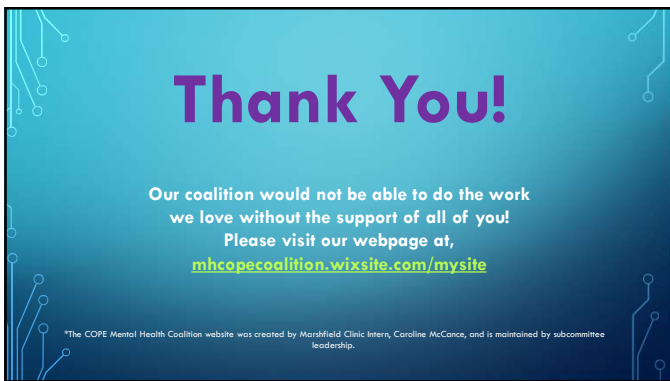 Thank You!
Our coalition would not be able to do the work
we love without the support of all of you!
Please visit our webpage at,
mhcopecoalition.wixsite.com/mysite
*The COPE Mental Health Coalition website was created by Marshfield Clinic Intern, Caroline McCance, and is maintained by subcommittee
leadership.